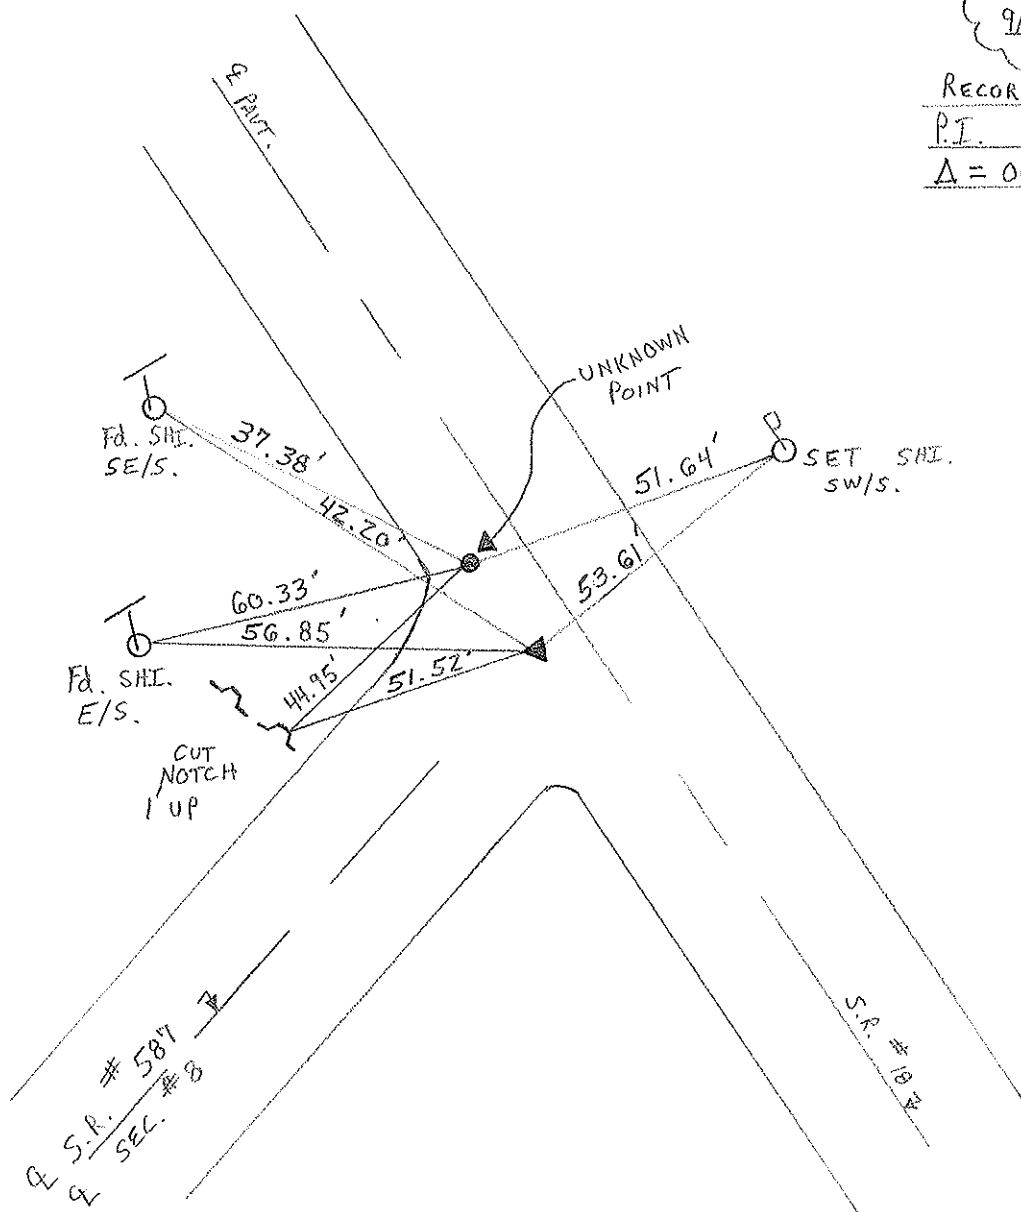 RECOR
P.I.
Δ = 0
℄ PAVT.
UNKNOWN
POINT
Fd. SHI.
SE/S.
37.38'
42.20'
51.64'
SET SHI.
SW/S.
53.61'
60.33'
56.85'
Fd. SHI.
E/S.
44.95'
51.52'
CUT
NOTCH
1' UP
℄ S.R. # 587
℄ SEC. # 8
S.R. # 18